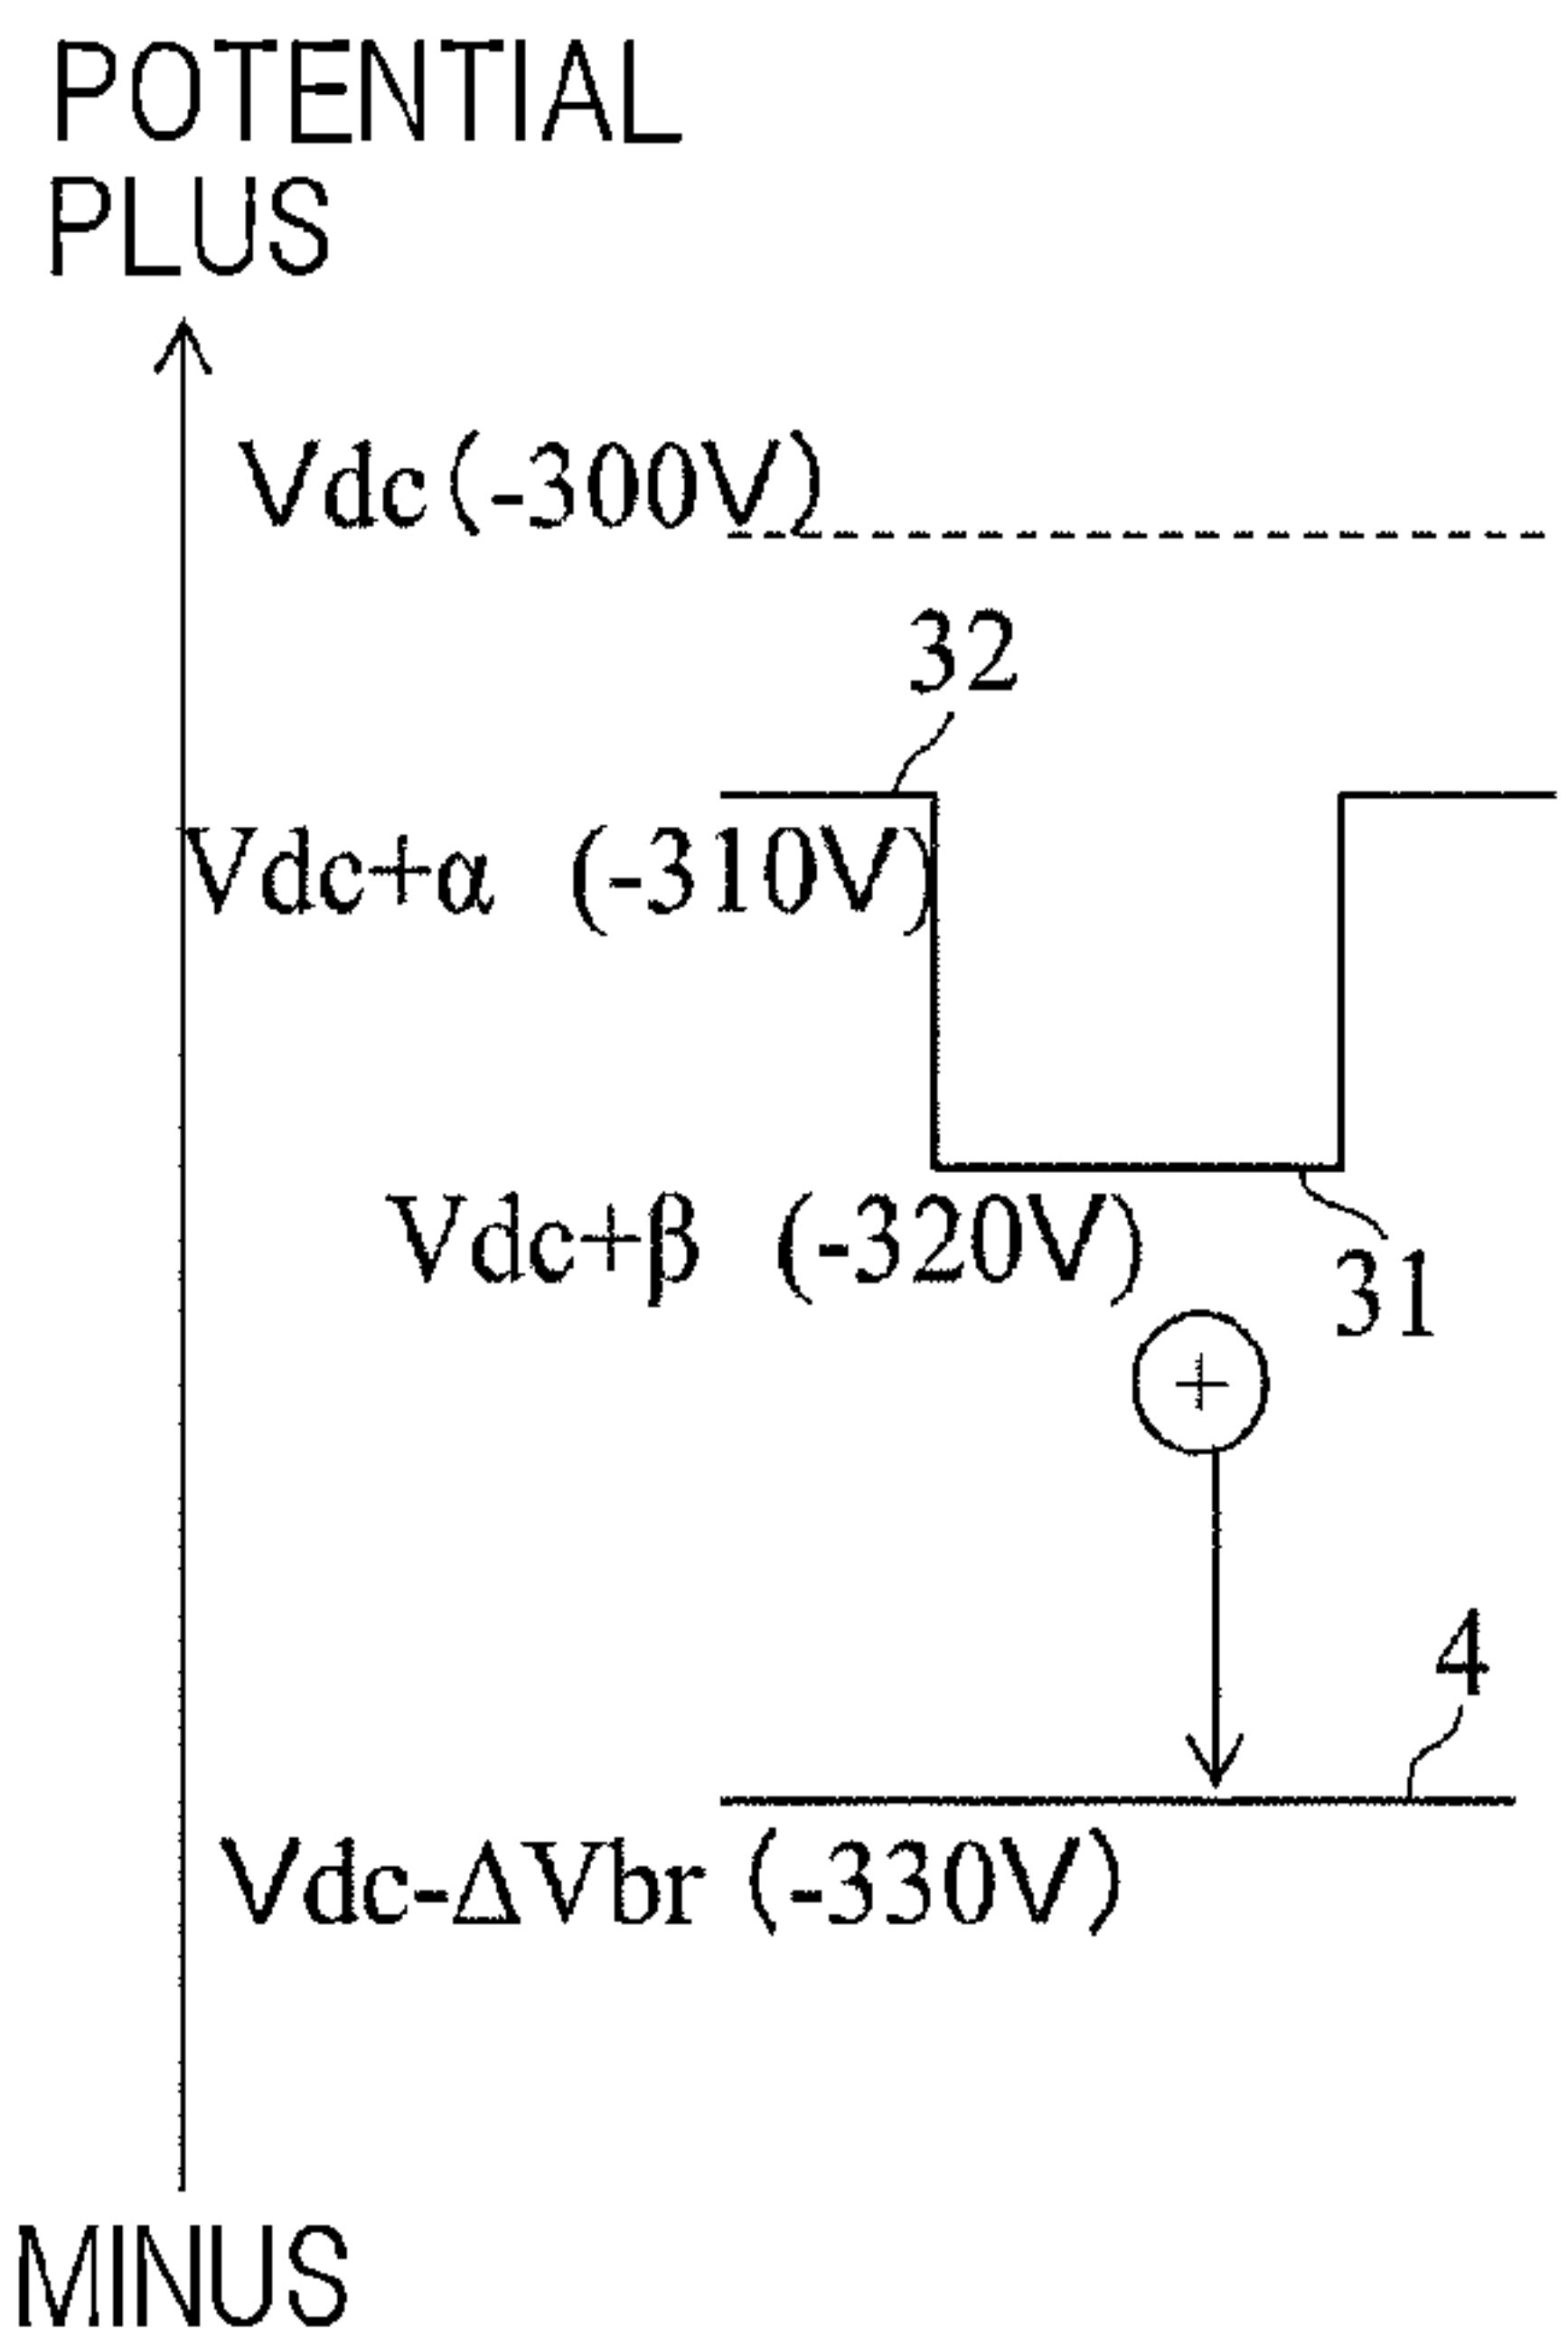 POTENTIAL
PLUS
Vdc(-300V)
32
Vdc+α (-310V)
Vdc+β (-320V)
31
+
4
Vdc-ΔVbr (-330V)
MINUS